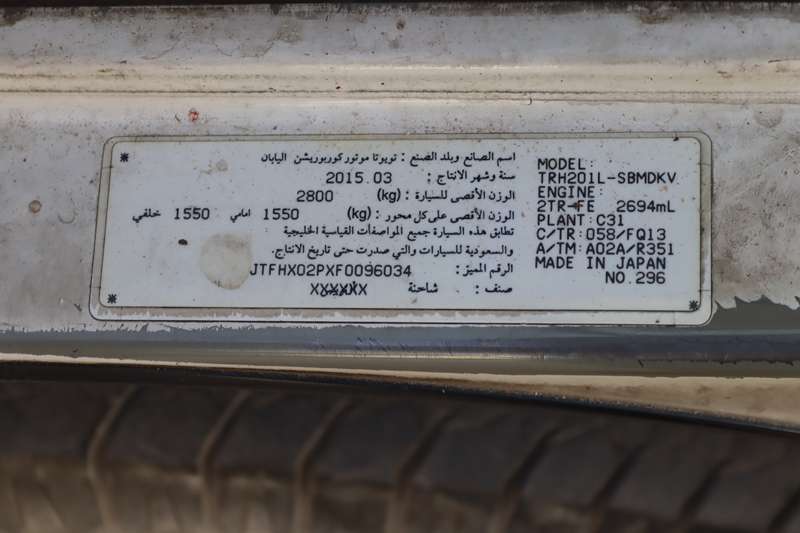 اسم الصانع وبلد الصنع : تويوتا موتور كوربوريشن اليابان
سنة وشهر الانتاج : 2015.03
الوزن الأقصى للسيارة : (kg) 2800
الوزن الأقصى على كل محور : (kg) 1550 امامي 1550 خلفي
تطابق هذه السيارة جميع المواصفات القياسية الخليجية
والسعودية للسيارات والتي صدرت حتى تاريخ الانتاج.
الرقم المميز : JTFHX02PXF0096034
صنف : شاحنة XXXXXX
MODEL:
TRH201L-SBMDKV
ENGINE:
2TR-FE 2694mL
PLANT:C31
C/TR:058/FQ13
A/TM:A02A/R351
MADE IN JAPAN
NO.296